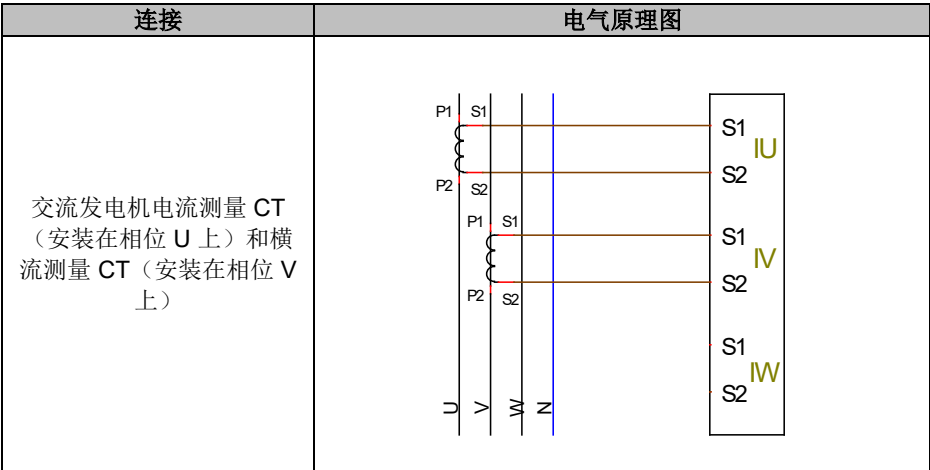 连接
电气原理图
交流发电机电流测量 CT
（安装在相位 U 上）和横
流测量 CT（安装在相位 V
上）
P1 S1
P2 S2
P1 S1
P2 S2
U V W N
S1
IU
S2
S1
IV
S2
S1
IW
S2